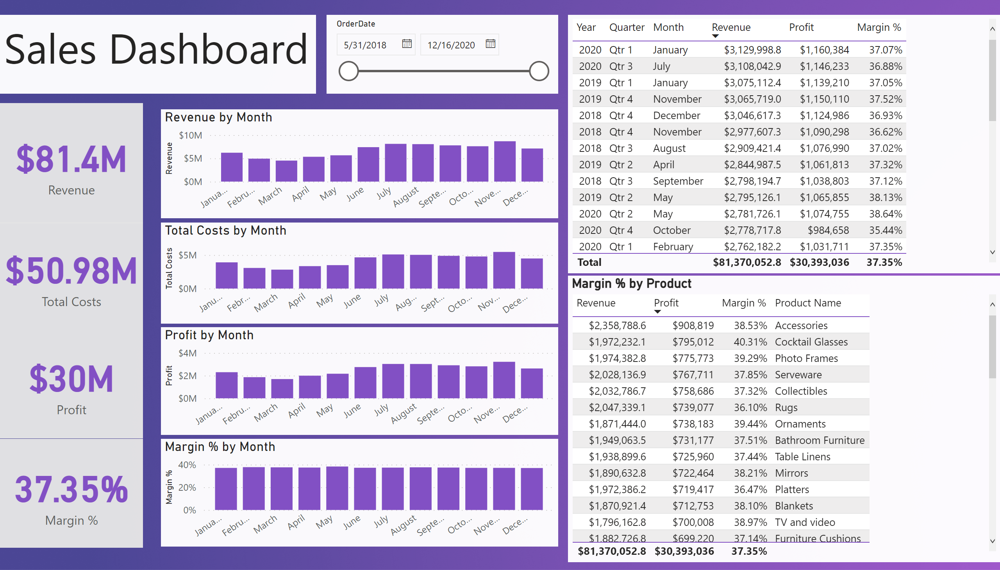 Sales Dashboard
OrderDate
5/31/2018 12/16/2020
$81.4M
Revenue
$50.98M
Total Costs
$30M
Profit
37.35%
Margin %
Revenue by Month
Revenue
$10M
$5M
$0M
Janua... Febru... March April May June July August Septe... Octo... Nove... Dece...
Total Costs by Month
Total Costs
$5M
$0M
Janu... Febr... March April May June July Aug... Sept... Octo... Nov... Dece...
Profit by Month
Profit
$4M
$2M
$0M
Janua... Febru... March April May June July August Septe... Octo... Nove... Dece...
Margin % by Month
Margin %
40%
20%
0%
Janua... Febru... March April May June July August Septe... Octo... Nove... Dece...
Year Quarter Month Revenue Profit Margin %
2020 Qtr 1 January $3,129,998.8 $1,160,384 37.07%
2020 Qtr 3 July $3,108,042.9 $1,146,233 36.88%
2019 Qtr 1 January $3,075,112.4 $1,139,210 37.05%
2019 Qtr 4 November $3,065,719.0 $1,150,110 37.52%
2018 Qtr 4 December $3,046,617.3 $1,124,986 36.93%
2018 Qtr 4 November $2,977,607.3 $1,090,298 36.62%
2018 Qtr 3 August $2,909,421.4 $1,076,990 37.02%
2019 Qtr 2 April $2,844,987.5 $1,061,813 37.32%
2018 Qtr 3 September $2,798,194.7 $1,038,803 37.12%
2019 Qtr 2 May $2,795,126.1 $1,065,855 38.13%
2020 Qtr 2 May $2,781,726.1 $1,074,755 38.64%
2020 Qtr 4 October $2,778,717.8 $984,658 35.44%
2020 Qtr 1 February $2,762,182.2 $1,031,711 37.35%
Total $81,370,052.8 $30,393,036 37.35%
Margin % by Product
Revenue Profit Margin % Product Name
$2,358,788.6 $908,819 38.53% Accessories
$1,972,232.1 $795,012 40.31% Cocktail Glasses
$1,974,382.8 $775,773 39.29% Photo Frames
$2,028,136.9 $767,711 37.85% Serveware
$2,032,786.7 $758,686 37.32% Collectibles
$2,047,339.1 $739,077 36.10% Rugs
$1,871,444.0 $738,183 39.44% Ornaments
$1,949,063.5 $731,177 37.51% Bathroom Furniture
$1,938,899.6 $725,960 37.44% Table Linens
$1,890,632.8 $722,464 38.21% Mirrors
$1,972,386.2 $719,417 36.47% Platters
$1,870,921.4 $712,753 38.10% Blankets
$1,796,162.8 $700,008 38.97% TV and video
$1,882,726.8 $699,220 37.14% Furniture Cushions
$81,370,052.8 $30,393,036 37.35%